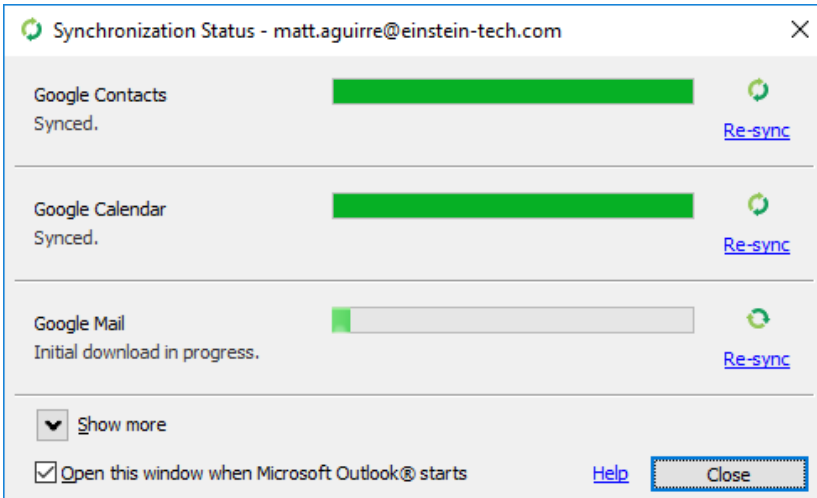 Synchronization Status - matt.aguirre@einstein-tech.com
Google Contacts
Synced.
Re-sync
Google Calendar
Synced.
Re-sync
Google Mail
Initial download in progress.
Re-sync
Show more
Open this window when Microsoft Outlook® starts
Help
Close